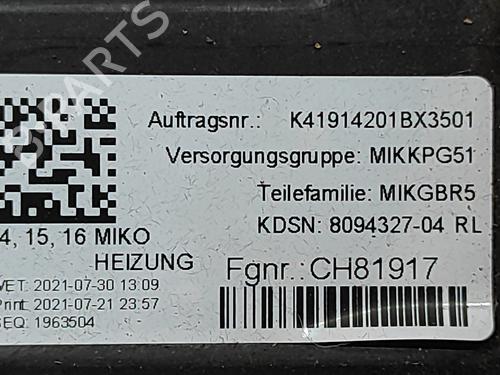 Auftragsnr.: K41914201BX3501
Versorgungsgruppe: MIKKPG51
Teilefamilie: MIKGBR5
KDSN: 8094327-04 RL
4, 15, 16 MIKO
HEIZUNG
Fgnr.: CH81917
VET: 2021-07-30 13:09
Print: 2021-07-21 23:57
SEQ: 1963504
BPARTS